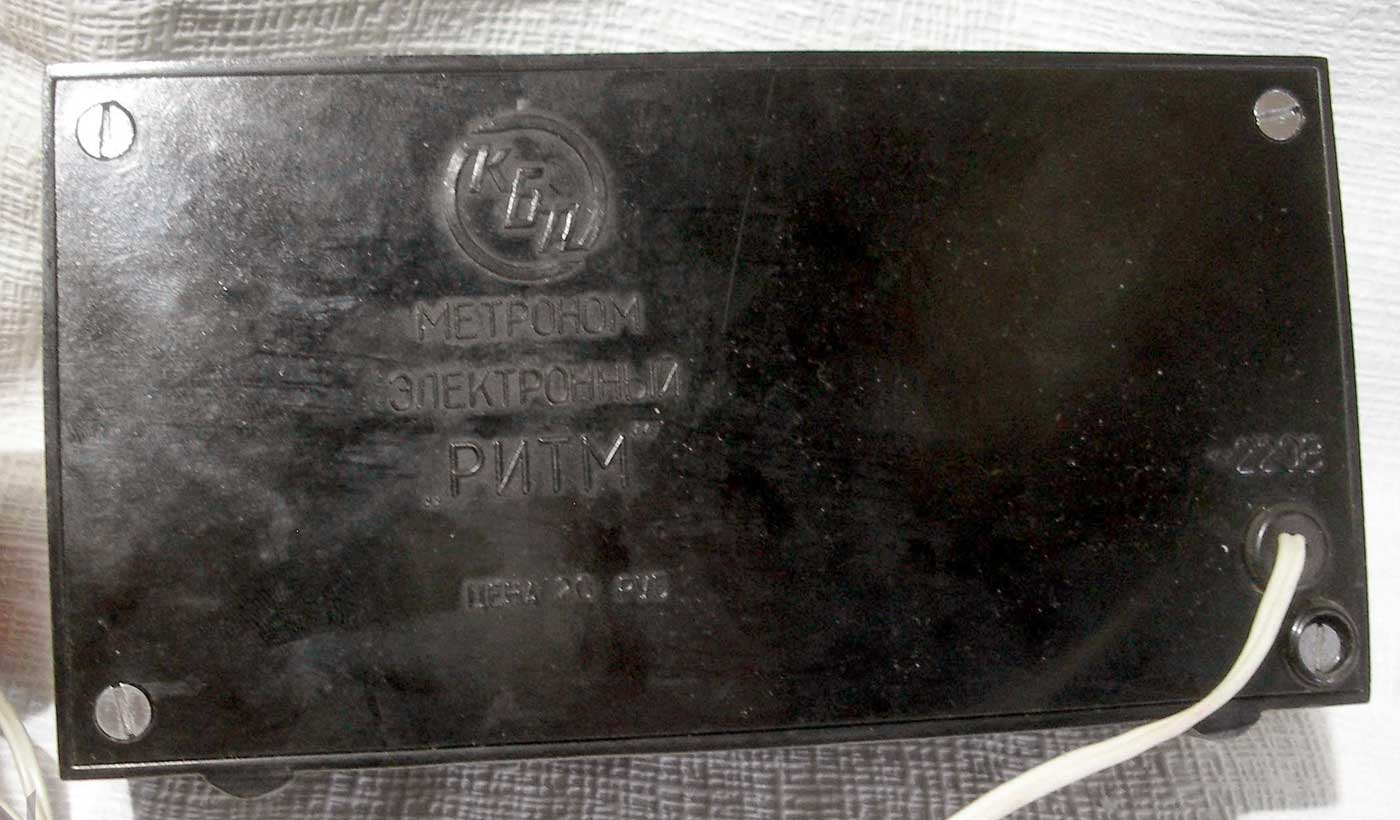 КБП
МЕТРОНОМ
ЭЛЕКТРОННЫЙ
„РИТМ"
ЦЕНА 20 РУБ
~220В